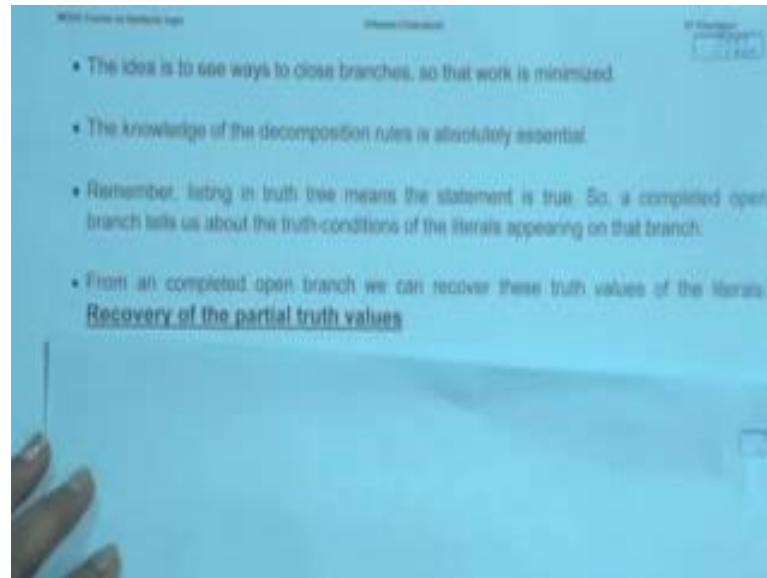 • The idea is to see ways to close branches, so that work is minimized.
• The knowledge of the decomposition rules is absolutely essential.
• Remember, listing in truth tree means the statement is true. So, a completed open
branch tells us about the truth-conditions of the literals appearing on that branch.
• From an completed open branch we can recover these truth values of the literals.
Recovery of the partial truth values